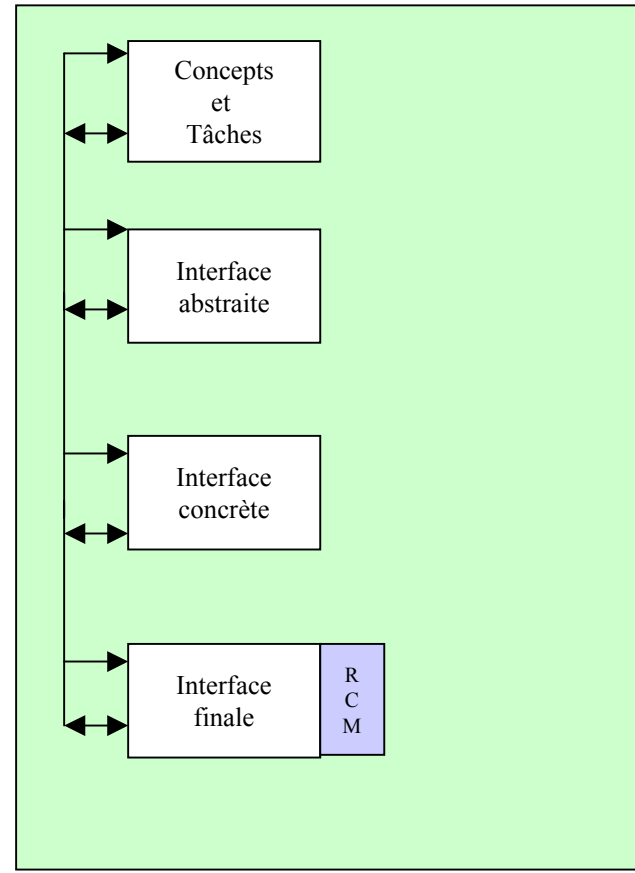 Concepts
et
Tâches
Interface
abstraite
Interface
concrète
Interface
finale
R
C
M